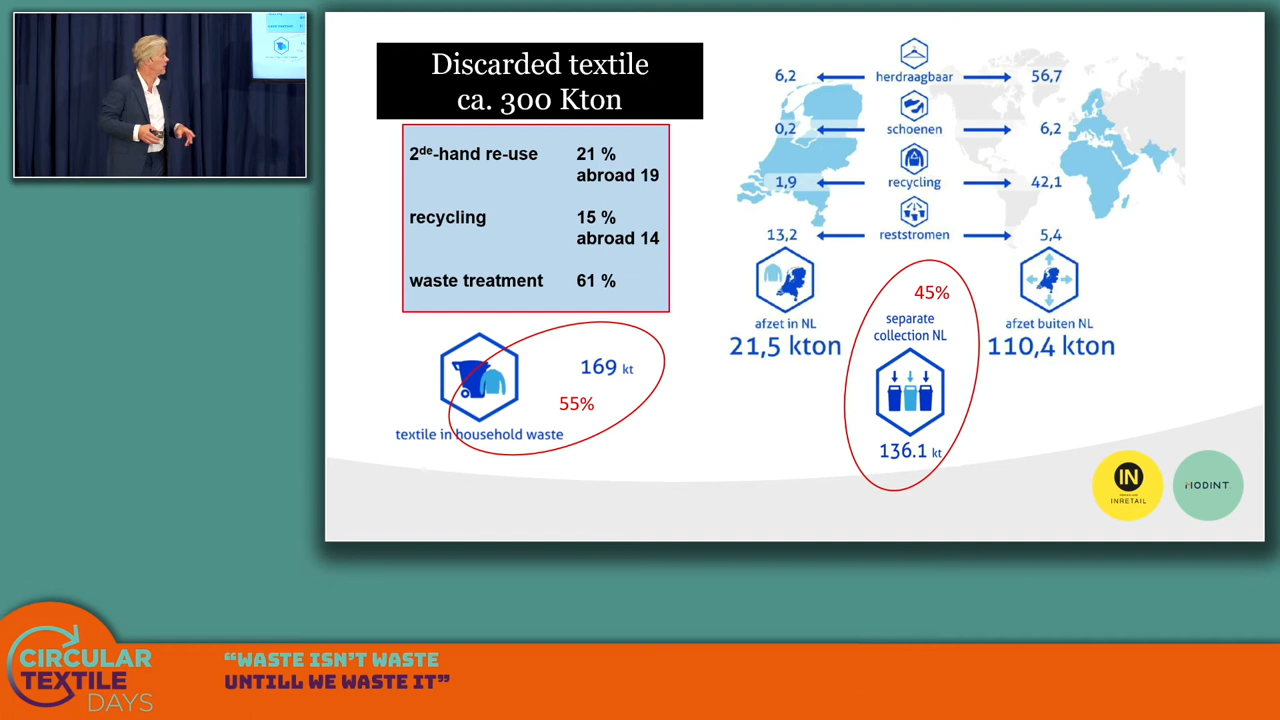 Discarded textile
ca. 300 Kton
2de-hand re-use 21 %
abroad 19
recycling 15 %
abroad 14
waste treatment 61 %
169 kt
55%
textile in household waste
6,2 herdraagbaar 56,7
0,2 schoenen 6,2
1,9 recycling 42,1
13,2 reststromen 5,4
afzet in NL
21,5 kton
45%
separate
collection NL
136.1 kt
afzet buiten NL
110,4 kton
IN
INRETAIL
MODINT
CIRCULAR
TEXTILE
DAYS
“WASTE ISN’T WASTE
UNTILL WE WASTE IT”